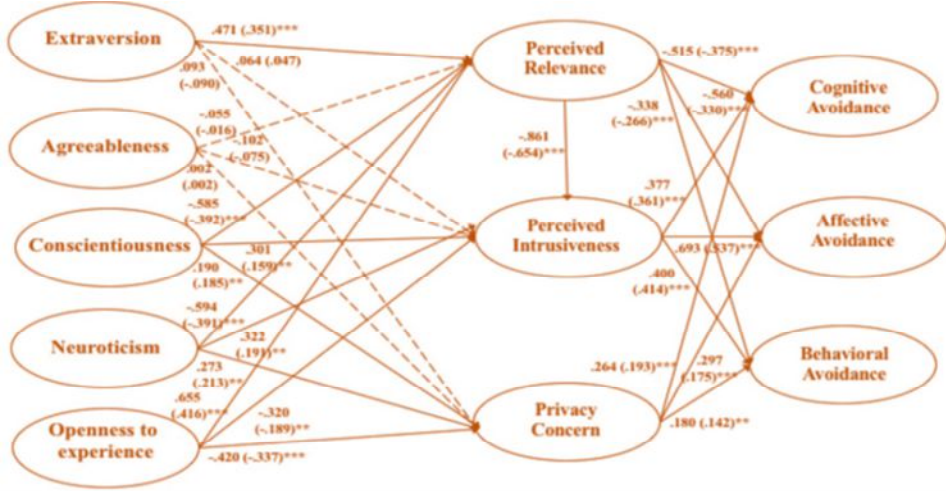 Extraversion
.471 (.351)***
.064 (.047)
.093
(-.090)
Perceived
Relevance
-.515 (-.375)***
-.560
(-.330)***
Cognitive
Avoidance
-.338
(-.266)***
Agreeableness
-.055
(-.016)
-.102
(-.075)
.002
(.002)
-.861
(-.654)***
Conscientiousness
-.585
(-.392)***
.301
(.159)**
.190
(.185)**
Perceived
Intrusiveness
.377
(.361)***
.693 (.537)***
.400
(.414)***
Affective
Avoidance
Neuroticism
-.594
(-.391)***
.322
(.191)**
.273
(.213)**
Behavioral
Avoidance
.264 (.193)***
.297
(.175)***
.180 (.142)**
Openness to
experience
.655
(.416)***
-.320
(-.189)**
-.420 (-.337)***
Privacy
Concern